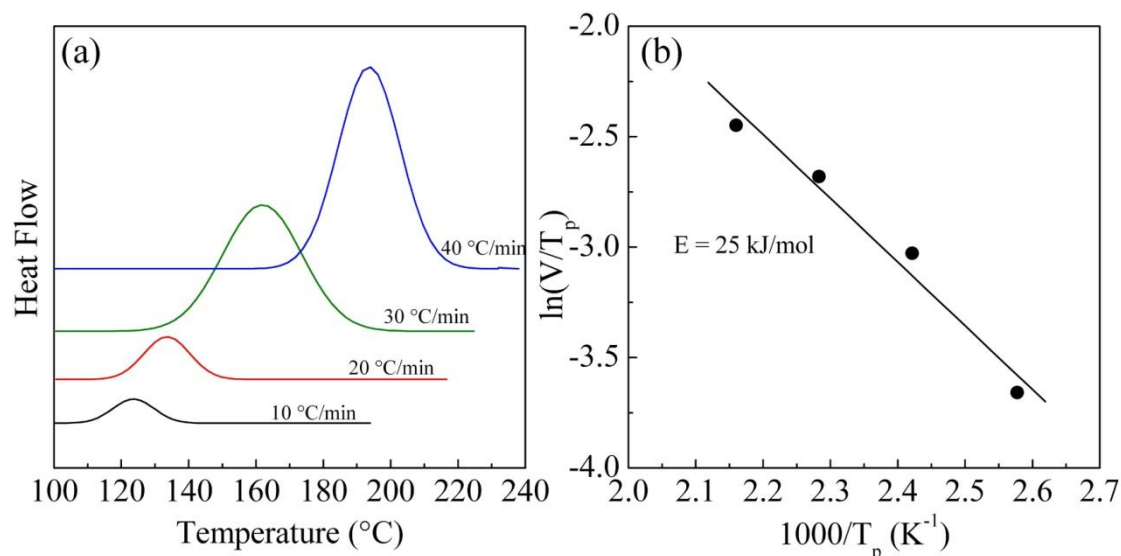 (a)
Heat Flow
40 °C/min
30 °C/min
20 °C/min
10 °C/min
100 120 140 160 180 200 220 240
Temperature (°C)
(b)
ln(V/Tₚ)
-2.0
-2.5
-3.0
-3.5
-4.0
E = 25 kJ/mol
2.0 2.1 2.2 2.3 2.4 2.5 2.6 2.7
1000/Tₚ (K⁻¹)